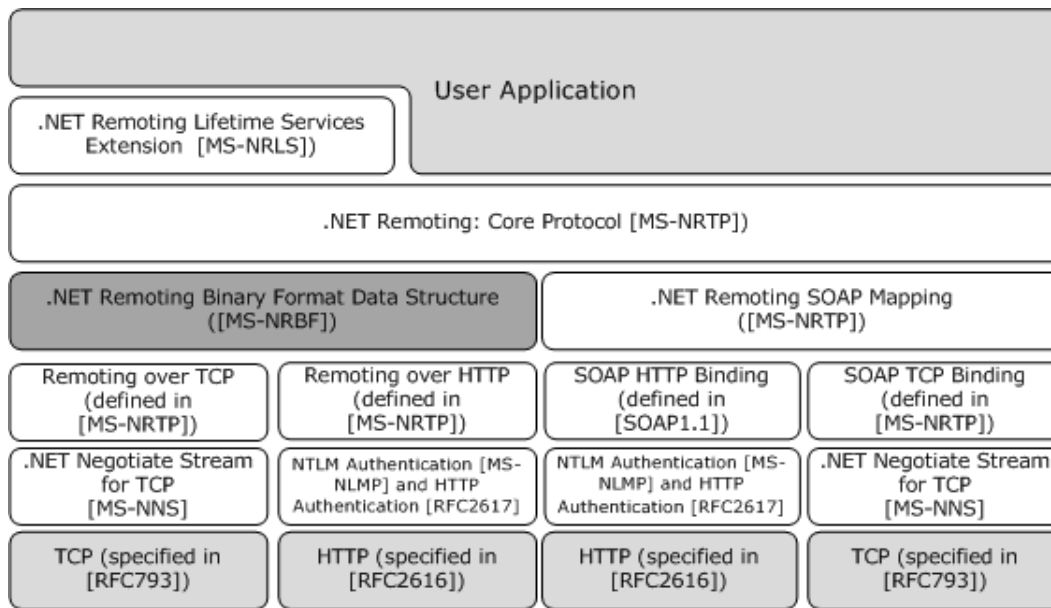 User Application
.NET Remoting Lifetime Services
Extension [MS-NRLS])
.NET Remoting: Core Protocol [MS-NRTP])
.NET Remoting Binary Format Data Structure
([MS-NRBF])
.NET Remoting SOAP Mapping
([MS-NRTP])
Remoting over TCP
(defined in
[MS-NRTP])
Remoting over HTTP
(defined in
[MS-NRTP])
SOAP HTTP Binding
(defined in
[SOAP1.1])
SOAP TCP Binding
(defined in
[MS-NRTP])
.NET Negotiate Stream
for TCP
[MS-NNS]
NTLM Authentication [MS-
NLMP] and HTTP
Authentication [RFC2617]
NTLM Authentication [MS-
NLMP] and HTTP
Authentication [RFC2617]
.NET Negotiate Stream
for TCP
[MS-NNS]
TCP (specified in
[RFC793])
HTTP (specified in
[RFC2616])
HTTP (specified in
[RFC2616])
TCP (specified in
[RFC793])